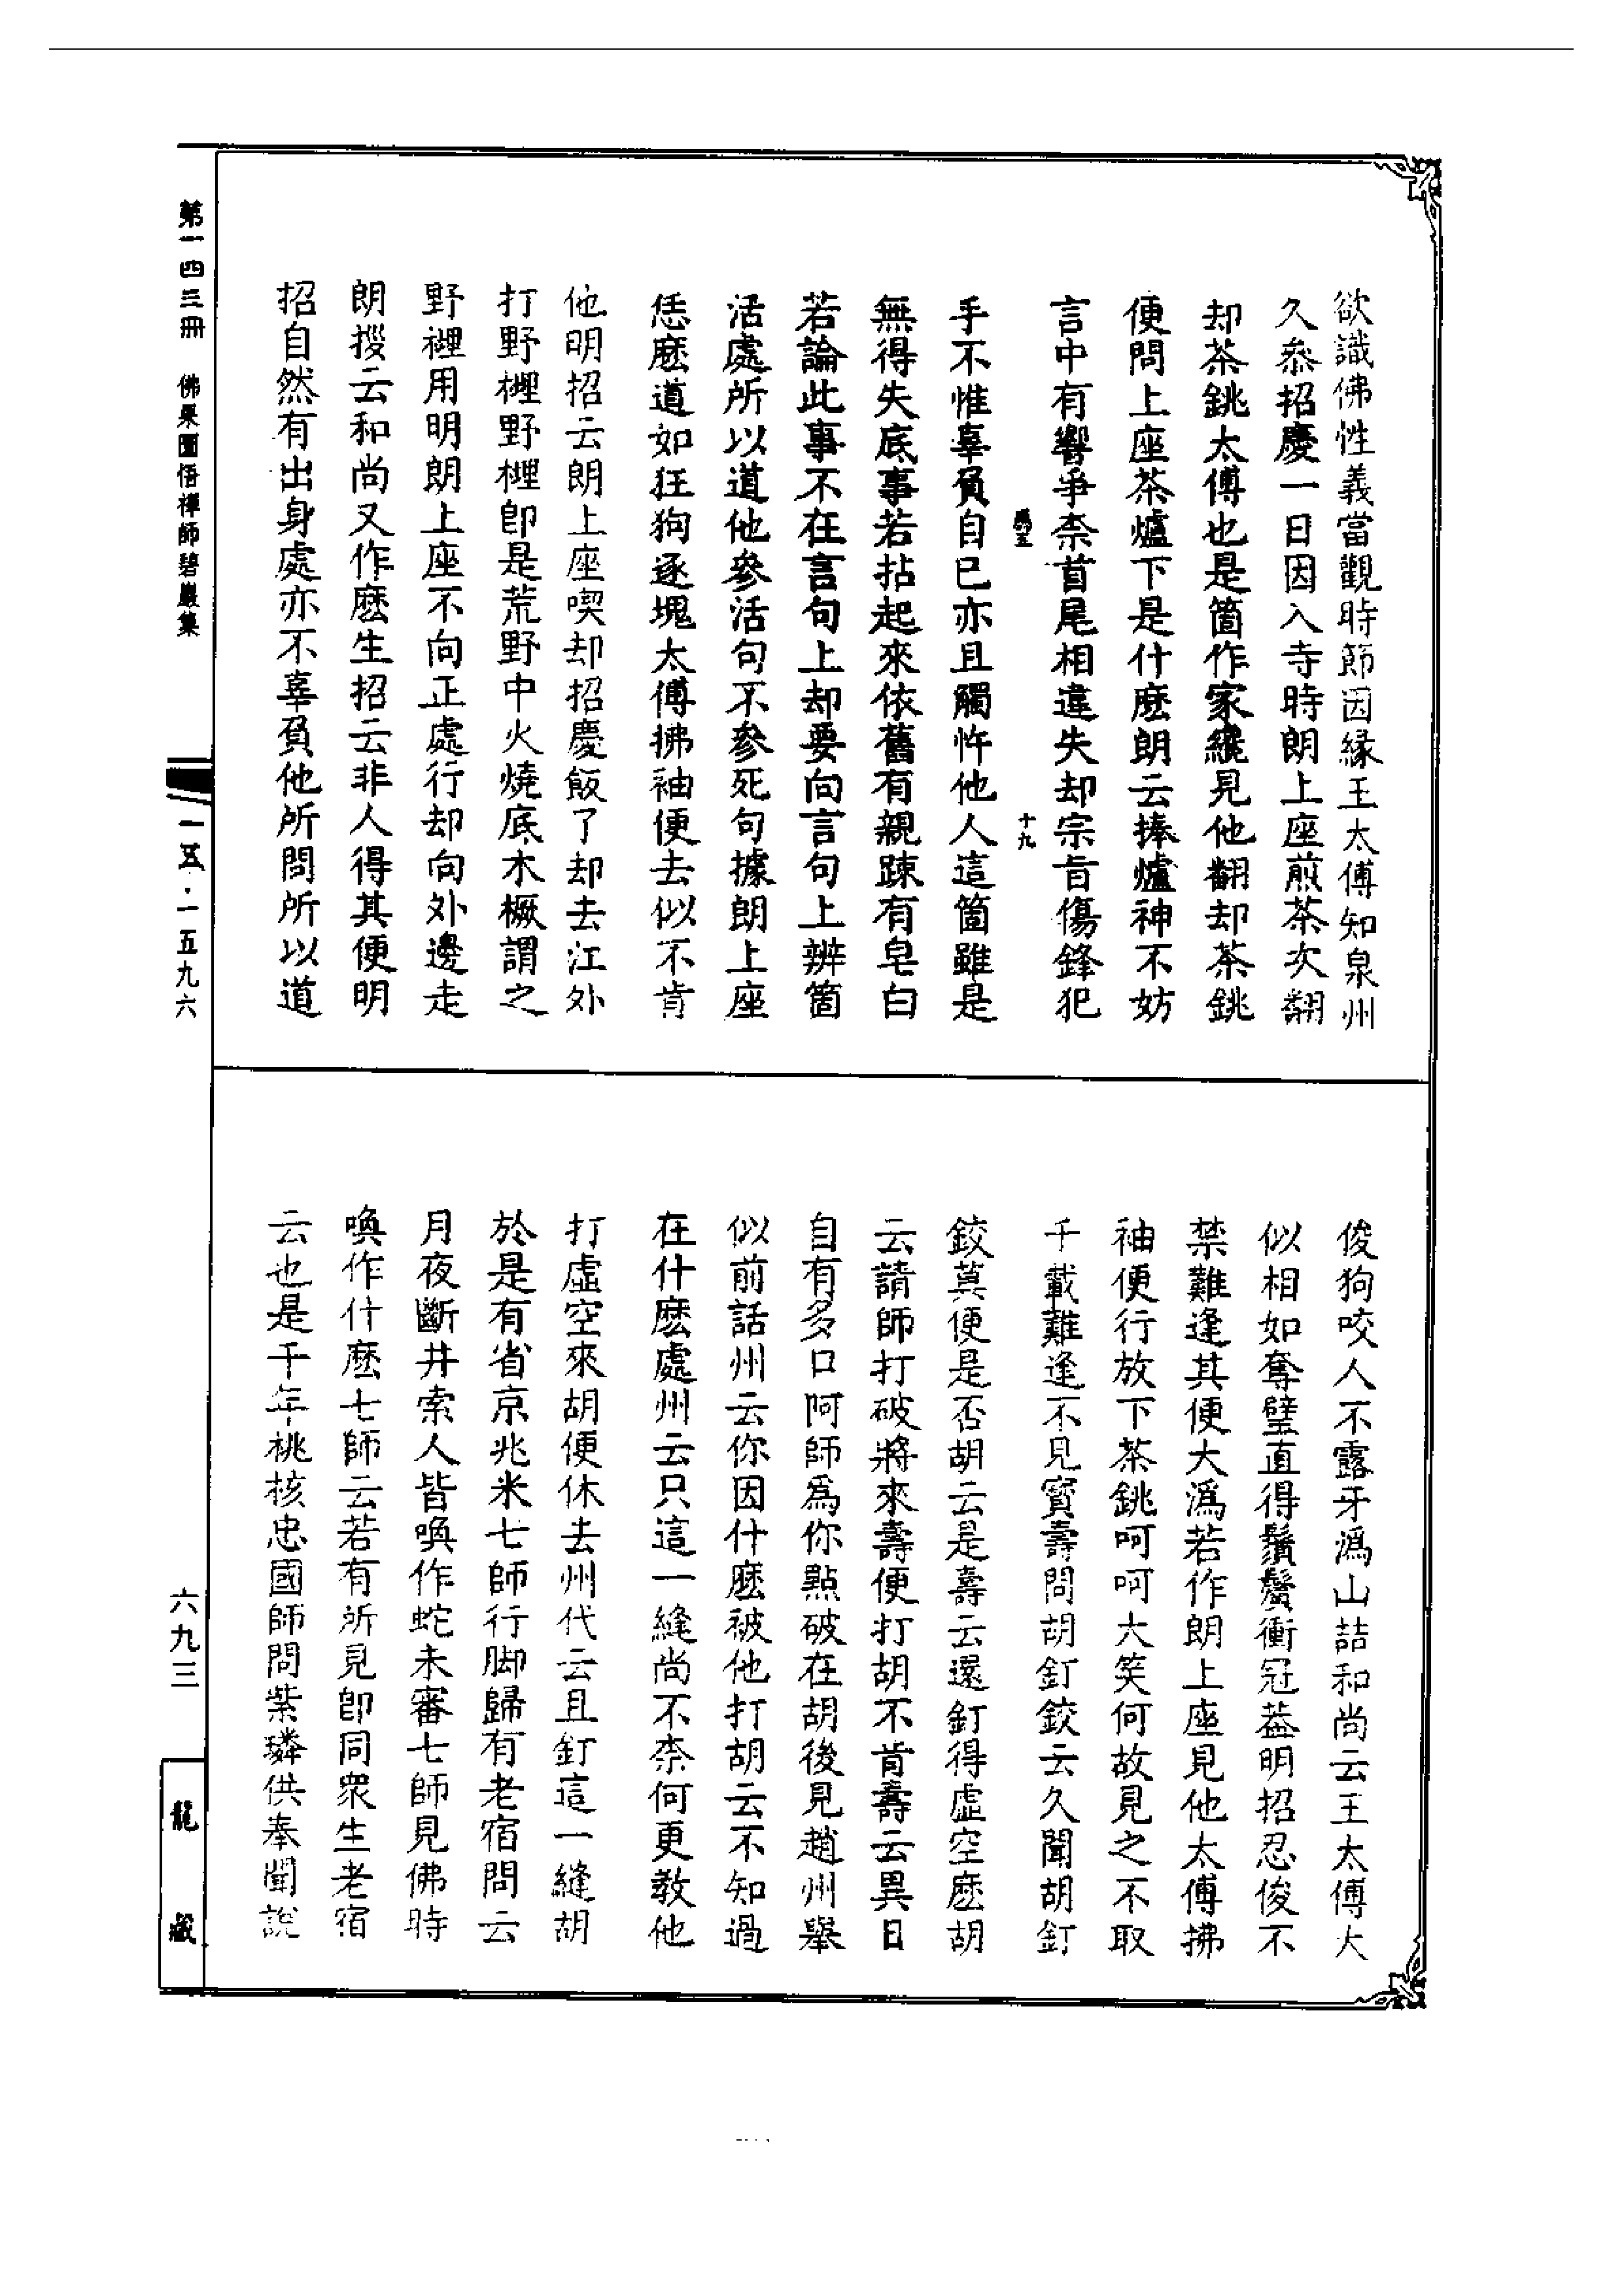 欲識佛性義當觀時節因緣王太傅知泉州
久叅招慶一日因入寺時朗上座煎茶次翻
却茶銚太傅也是箇作家纔見他翻却茶銚
便問上座茶爐下是什麽朗云捧爐神不妨
言中有響爭柰首尾相違失却宗旨傷鋒犯
十九
手不惟辜負自己亦且觸忤他人這箇雖是
無得失底事若拈起來依舊有親踈有皂白
若論此事不在言句上却要向言句上辨箇
活處所以道他參活句不參死句據朗上座
恁麽道如狂狗逐塊太傅拂袖便去似不肯
他明招云朗上座喫却招慶飯了却去江外
打野榸野榸即是荒野中火燒底木橛謂之
野榸用明朗上座不向正處行却向外邊走
朗拶云和尚又作麽生招云非人得其便明
招自然有出身處亦不辜負他所問所以道
俊狗咬人不露牙溈山喆和尚云王太傅大
似相如奪璧直得鬚鬢衝冠葢明招忍俊不
禁難逢其便大溈若作朗上座見他太傅拂
袖便行放下茶銚呵呵大笑何故見之不取
千載難逢不見寳壽問胡釘鉸云久聞胡釘
鉸莫便是否胡云是壽云還釘得虛空麽胡
云請師打破將來壽便打胡不肯壽云異日
自有多口阿師爲你點破在胡後見趙州舉
似前話州云你因什麽被他打胡云不知過
在什麽處州云只這一縫尚不柰何更敎他
打虛空來胡便休去州代云且釘這一縫胡
於是有省京兆米七師行脚歸有老宿問云
月夜斷井索人皆喚作蛇未審七師見佛時
喚作什麽七師云若有所見即同衆生老宿
云也是千年桃核忠國師問紫璘供奉聞說
第一四三冊　佛果圜悟禪師碧巖集
一五·一五九六
六九三
龍藏